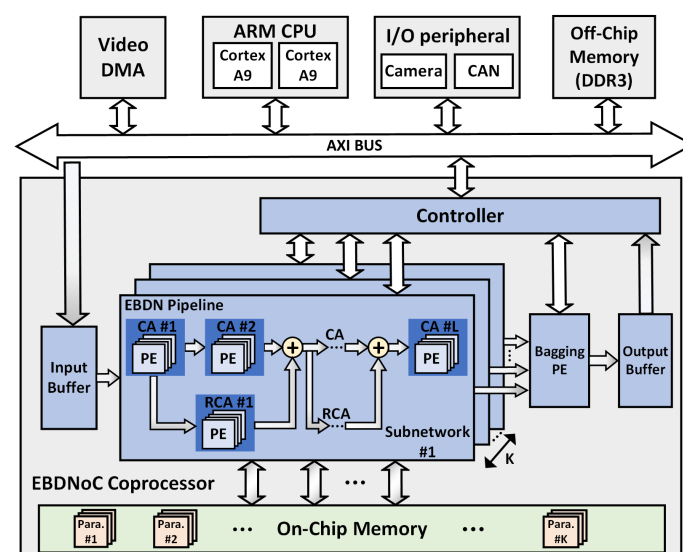 Video
DMA
ARM CPU
Cortex
A9
Cortex
A9
I/O peripheral
Camera
CAN
Off-Chip
Memory
(DDR3)
AXI BUS
Controller
EBDN Pipeline
CA #1
PE
CA #2
PE
+
CA
...
+
CA #L
PE
RCA #1
PE
RCA
...
Subnetwork
#1
K
Input
Buffer
Bagging
PE
Output
Buffer
EBDNoC Coprocessor
...
Para.
#1
Para.
#2
... On-Chip Memory ...
Para.
#K